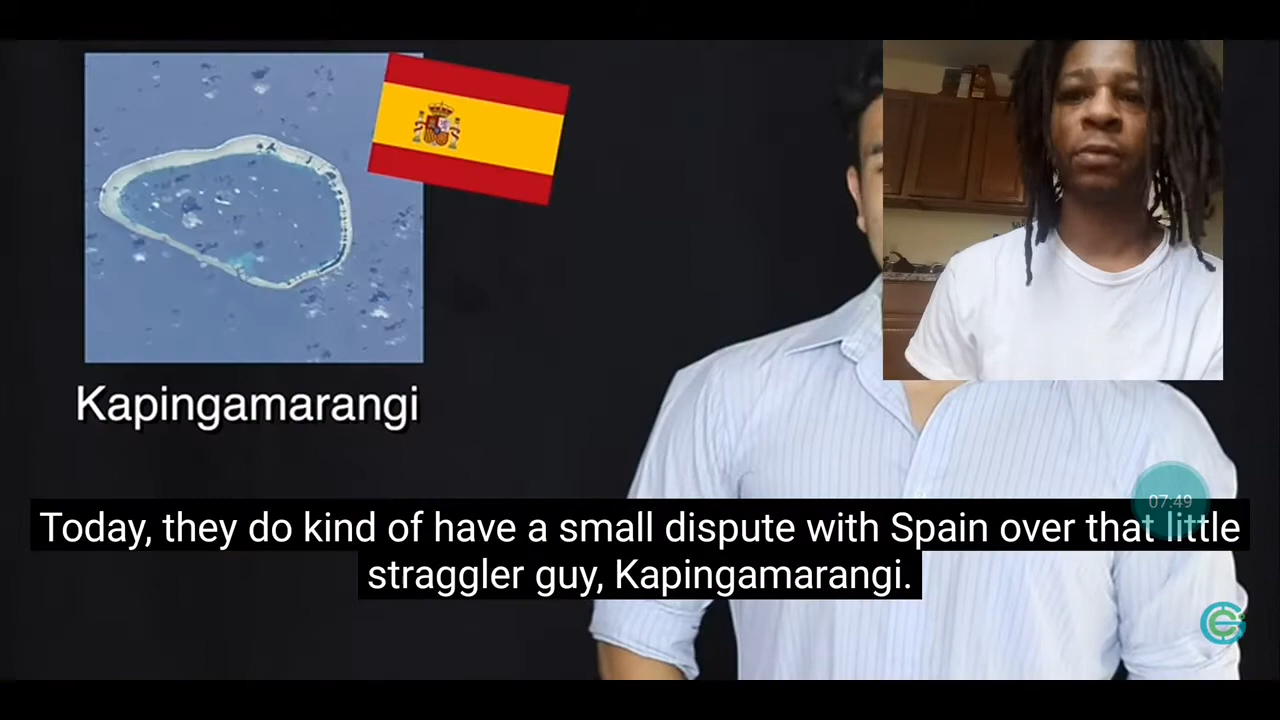 Kapingamarangi
07:49
Today, they do kind of have a small dispute with Spain over that little
straggler guy, Kapingamarangi.